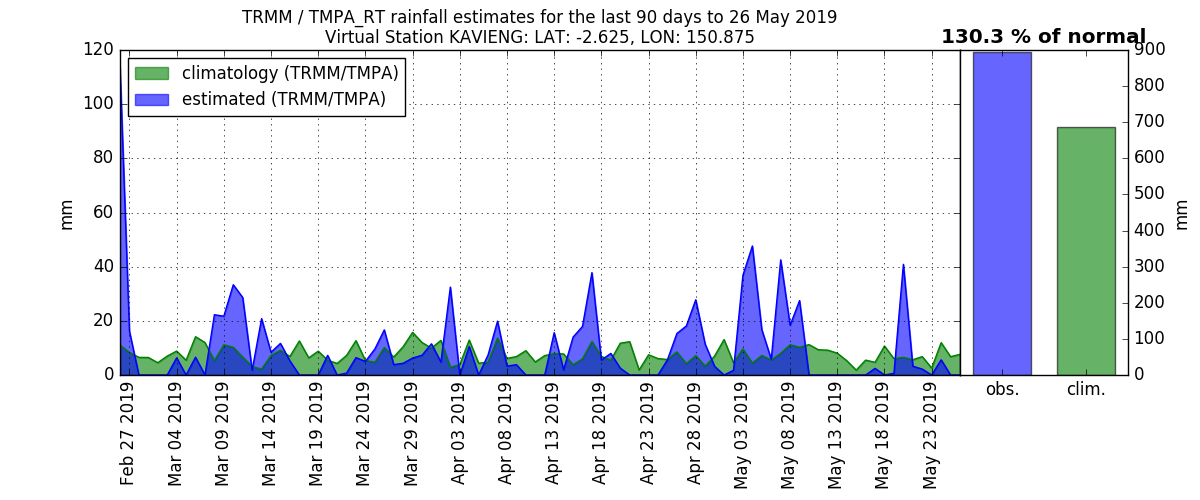 TRMM / TMPA_RT rainfall estimates for the last 90 days to 26 May 2019
Virtual Station KAVIENG: LAT: -2.625, LON: 150.875
130.3 % of normal
climatology (TRMM/TMPA)
estimated (TRMM/TMPA)
120
100
80
60
40
20
0
mm
Feb 27 2019
Mar 04 2019
Mar 09 2019
Mar 14 2019
Mar 19 2019
Mar 24 2019
Mar 29 2019
Apr 03 2019
Apr 08 2019
Apr 13 2019
Apr 18 2019
Apr 23 2019
Apr 28 2019
May 03 2019
May 08 2019
May 13 2019
May 18 2019
May 23 2019
900
800
700
600
500
400
300
200
100
0
mm
obs.
clim.